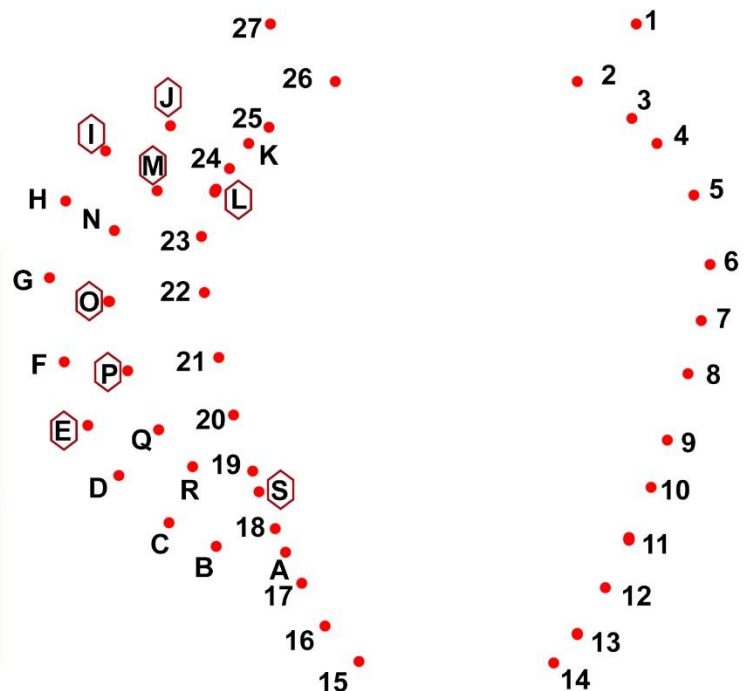 27 1
26 2
J 3
I 25 4
M 24 K
H L 5
N 23
G O 22 6
7
F P 21 8
E Q 20 9
D R 19 S 10
C B 18 A 11
17 12
16 13
15 14